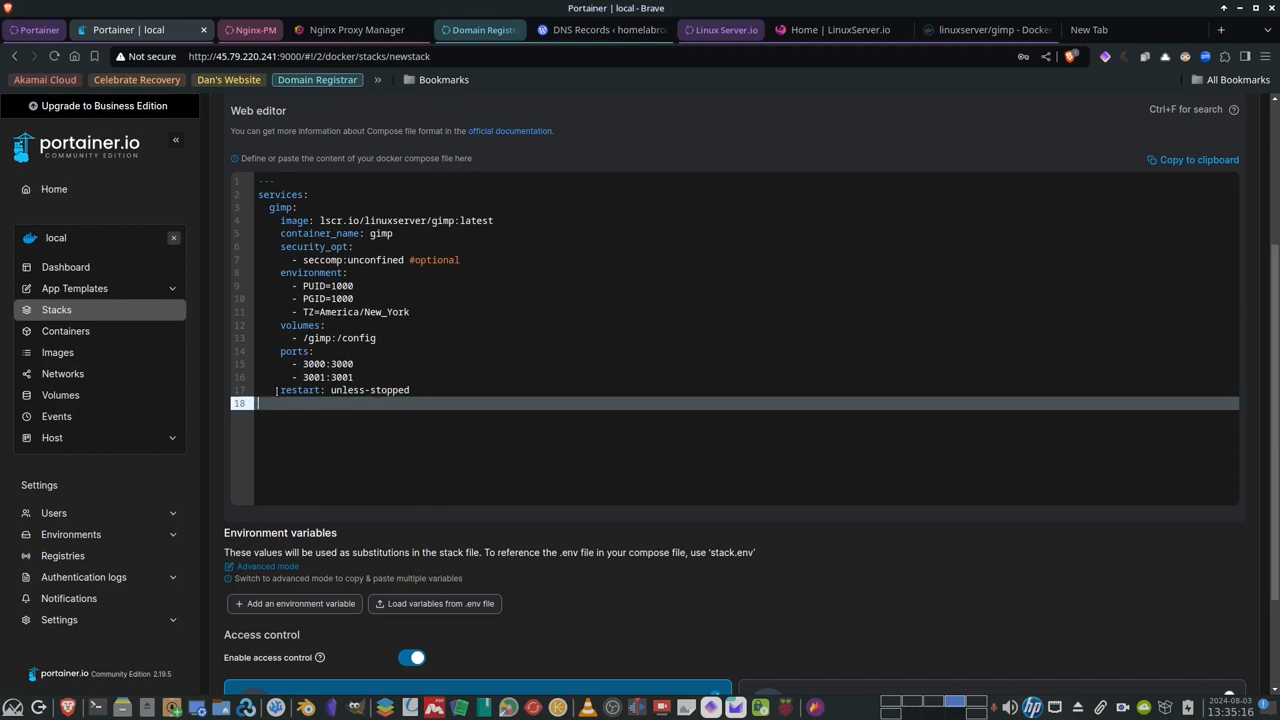 Portainer | local - Brave
Portainer
Portainer | local
Nginx-PM
Nginx Proxy Manager
Domain Registr
DNS Records ‹ homelabro
Linux Server.io
Home | LinuxServer.io
linuxserver/gimp - Docke
New Tab
Not secure
http://45.79.220.241:9000/#!/2/docker/stacks/newstack
Akamai Cloud
Celebrate Recovery
Dan's Website
Domain Registrar
Bookmarks
All Bookmarks
Upgrade to Business Edition
portainer.io
COMMUNITY EDITION
Home
local
Dashboard
App Templates
Stacks
Containers
Images
Networks
Volumes
Events
Host
Settings
Users
Environments
Registries
Authentication logs
Notifications
Settings
portainer.io Community Edition 2.19.5
Web editor
Ctrl+F for search
You can get more information about Compose file format in the official documentation.
Define or paste the content of your docker compose file here
Copy to clipboard
1 ---
2 services:
3 gimp:
4 image: lscr.io/linuxserver/gimp:latest
5 container_name: gimp
6 security_opt:
7 - seccomp:unconfined #optional
8 environment:
9 - PUID=1000
10 - PGID=1000
11 - TZ=America/New_York
12 volumes:
13 - /gimp:/config
14 ports:
15 - 3000:3000
16 - 3001:3001
17 restart: unless-stopped
18
Environment variables
These values will be used as substitutions in the stack file. To reference the .env file in your compose file, use 'stack.env'
Advanced mode
Switch to advanced mode to copy & paste multiple variables
+ Add an environment variable
Load variables from .env file
Access control
Enable access control
2024-08-03
13:35:16